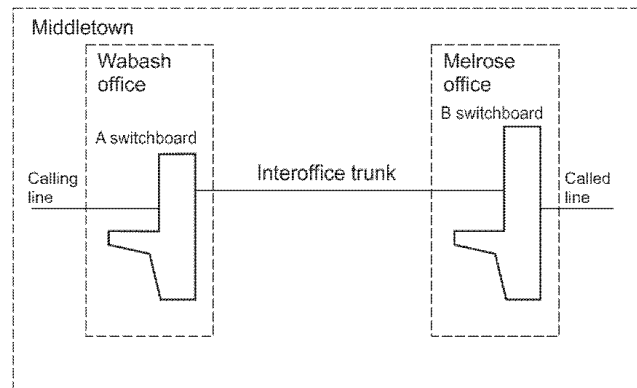 Middletown
Wabash
office
Melrose
office
A switchboard
B switchboard
Calling
line
Interoffice trunk
Called
line